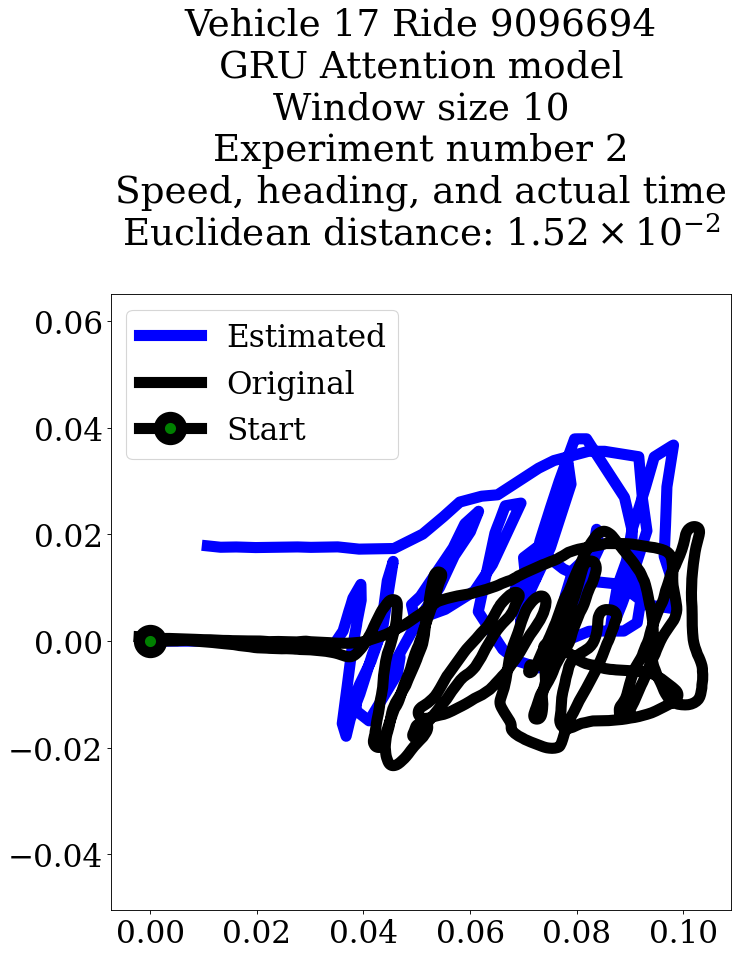 Vehicle 17 Ride 9096694
GRU Attention model
Window size 10
Experiment number 2
Speed, heading, and actual time
Euclidean distance: 1.52 × 10⁻²
0.06
0.04
0.02
0.00
−0.02
−0.04
Estimated
Original
Start
0.00 0.02 0.04 0.06 0.08 0.10